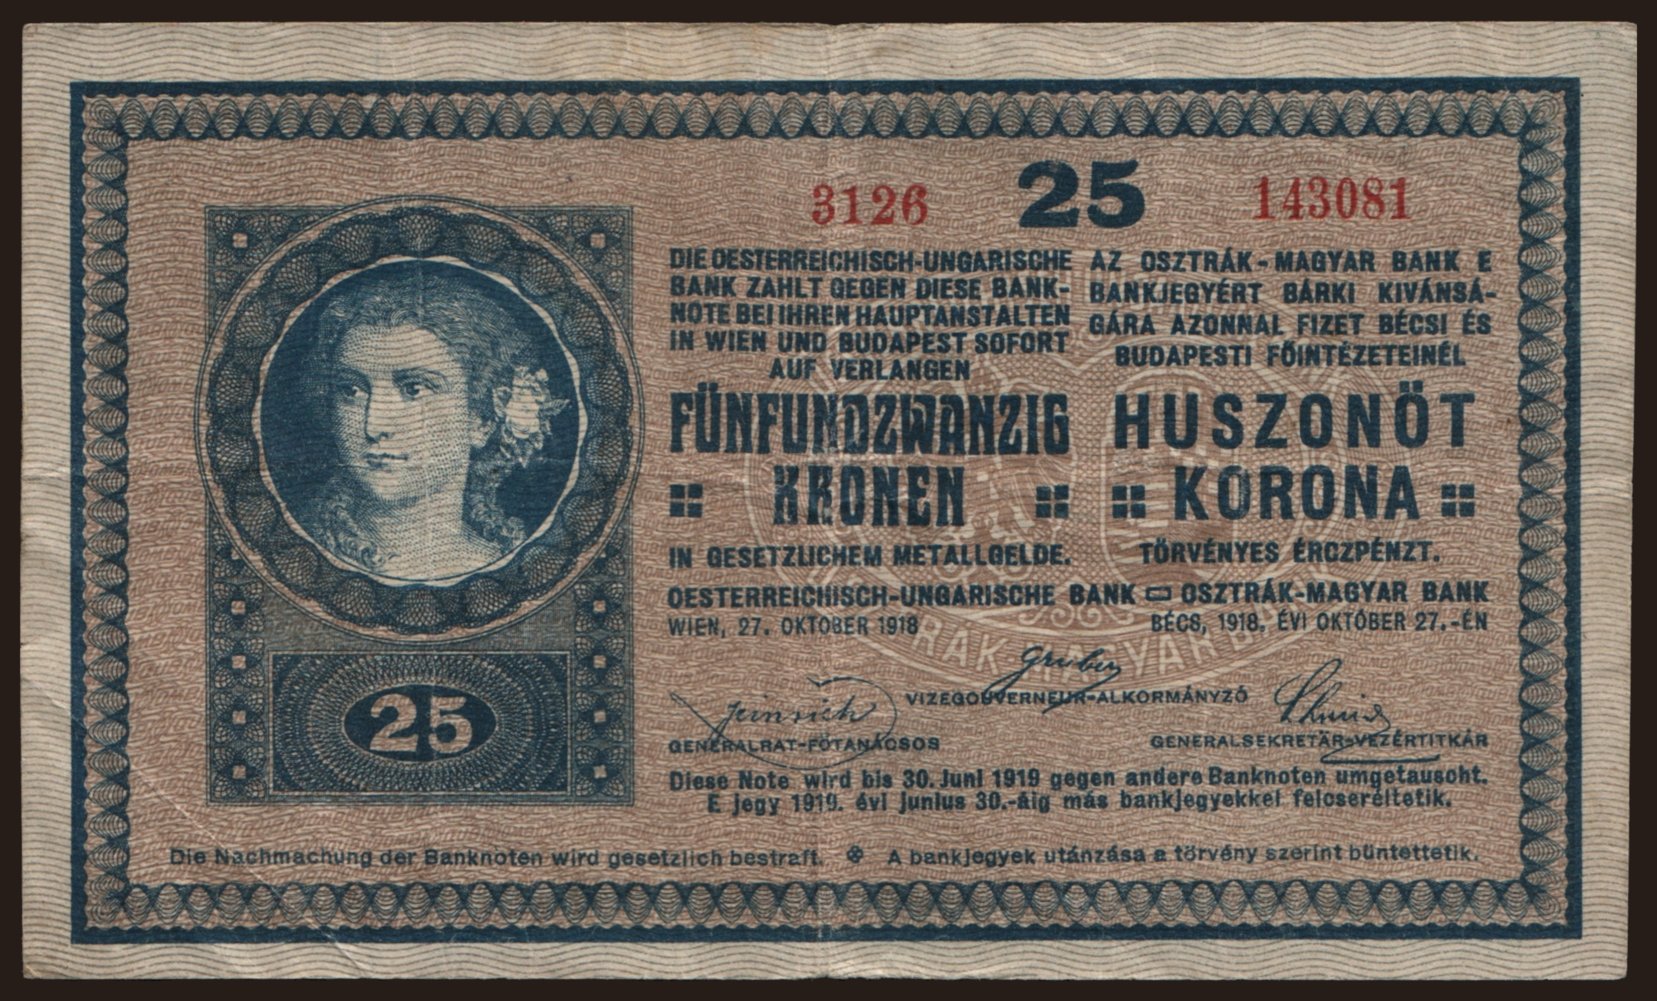 3126 25 143081
DIE OESTERREICHISCH-UNGARISCHE
BANK ZAHLT GEGEN DIESE BANK-
NOTE BEI IHREN HAUPTANSTALTEN
IN WIEN UND BUDAPEST SOFORT
AUF VERLANGEN
FÜNFUNDZWANZIG
KRONEN
IN GESETZLICHEM METALLGELDE.
AZ OSZTRÁK-MAGYAR BANK E
BANKJEGYÉRT BÁRKI KIVÁNSÁ-
GÁRA AZONNAL FIZET BÉCSI ÉS
BUDAPESTI FŐINTÉZETEINÉL
HUSZONÖT
KORONA
TÖRVÉNYES ÉRCZPÉNZT.
OESTERREICHISCH-UNGARISCHE BANK OSZTRÁK-MAGYAR BANK
WIEN, 27. OKTOBER 1918 BÉCS, 1918. ÉVI OKTÓBER 27.-ÉN
Gruber
VIZEGOUVERNEUR-ALKORMÁNYZÓ
GENERALRAT-FŐTANÁCSOS
Schmid
GENERALSEKRETÄR-VEZÉRTITKÁR
25
Diese Note wird bis 30. Juni 1919 gegen andere Banknoten umgetauscht.
E jegy 1919. évi junius 30.-áig más bankjegyekkel felcseréltetik.
Die Nachmachung der Banknoten wird gesetzlich bestraft. A bankjegyek utánzása a törvény szerint büntettetik.